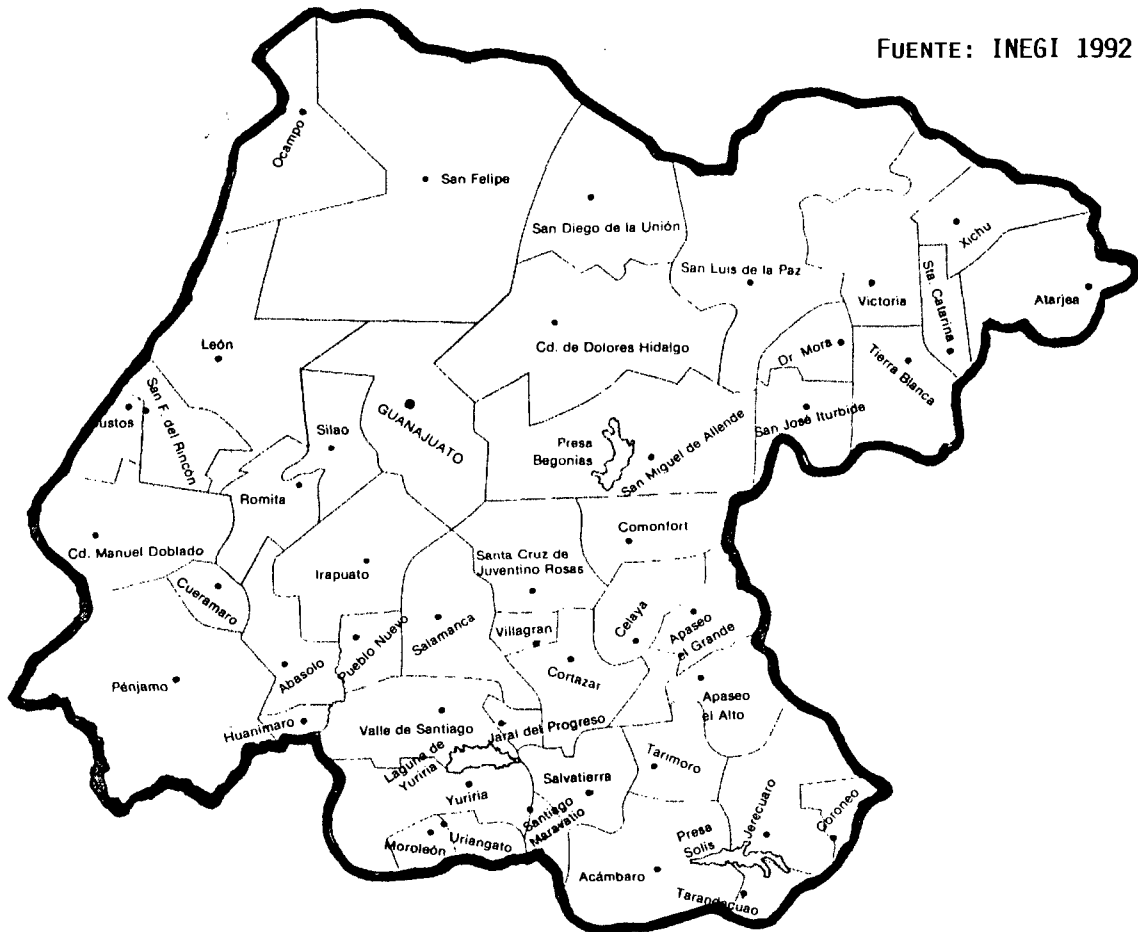 FUENTE: INEGI 1992
Ocampo
San Felipe
San Diego de la Unión
San Luis de la Paz
Xichu
Sta. Catarina
Victoria
Atarjea
León
Cd. de Dolores Hidalgo
Dr. Mora
Tierra Blanca
San F. del Rincón
ustos
Silao
GUANAJUATO
San José Iturbide
Presa
Begonias
San Miguel de Allende
Romita
Cd. Manuel Doblado
Comonfort
Irapuato
Santa Cruz de
Juventino Rosas
Cueramaro
Salamanca
Pueblo Nuevo
Villagran
Celaya
Apaseo
el Grande
Cortazar
Abasolo
Pénjamo
Apaseo
el Alto
Huanimaro
Valle de Santiago
Jaral del Progreso
Laguna de
Yuriria
Yuriria
Salvatierra
Tarimoro
Santiago
Maravatio
Moroleón
Uriangato
Presa
Solis
Jerecuaro
Coroneo
Acámbaro
Tarandacuao